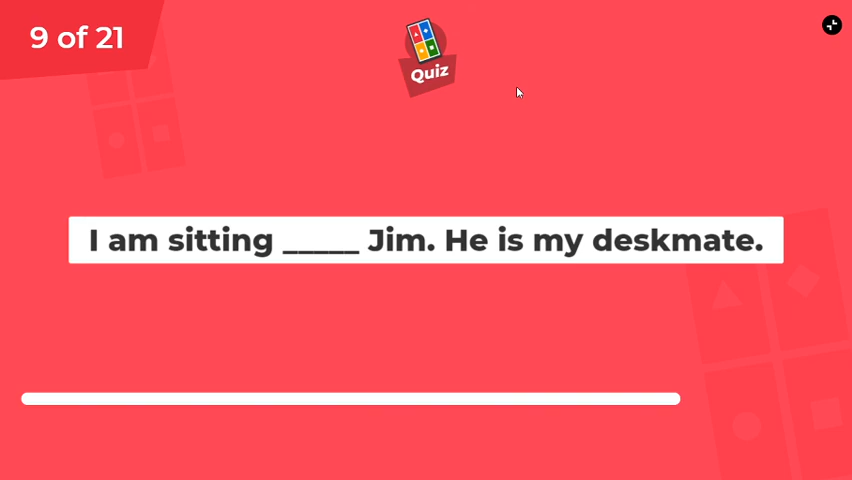 9 of 21
Quiz
I am sitting _____ Jim. He is my deskmate.